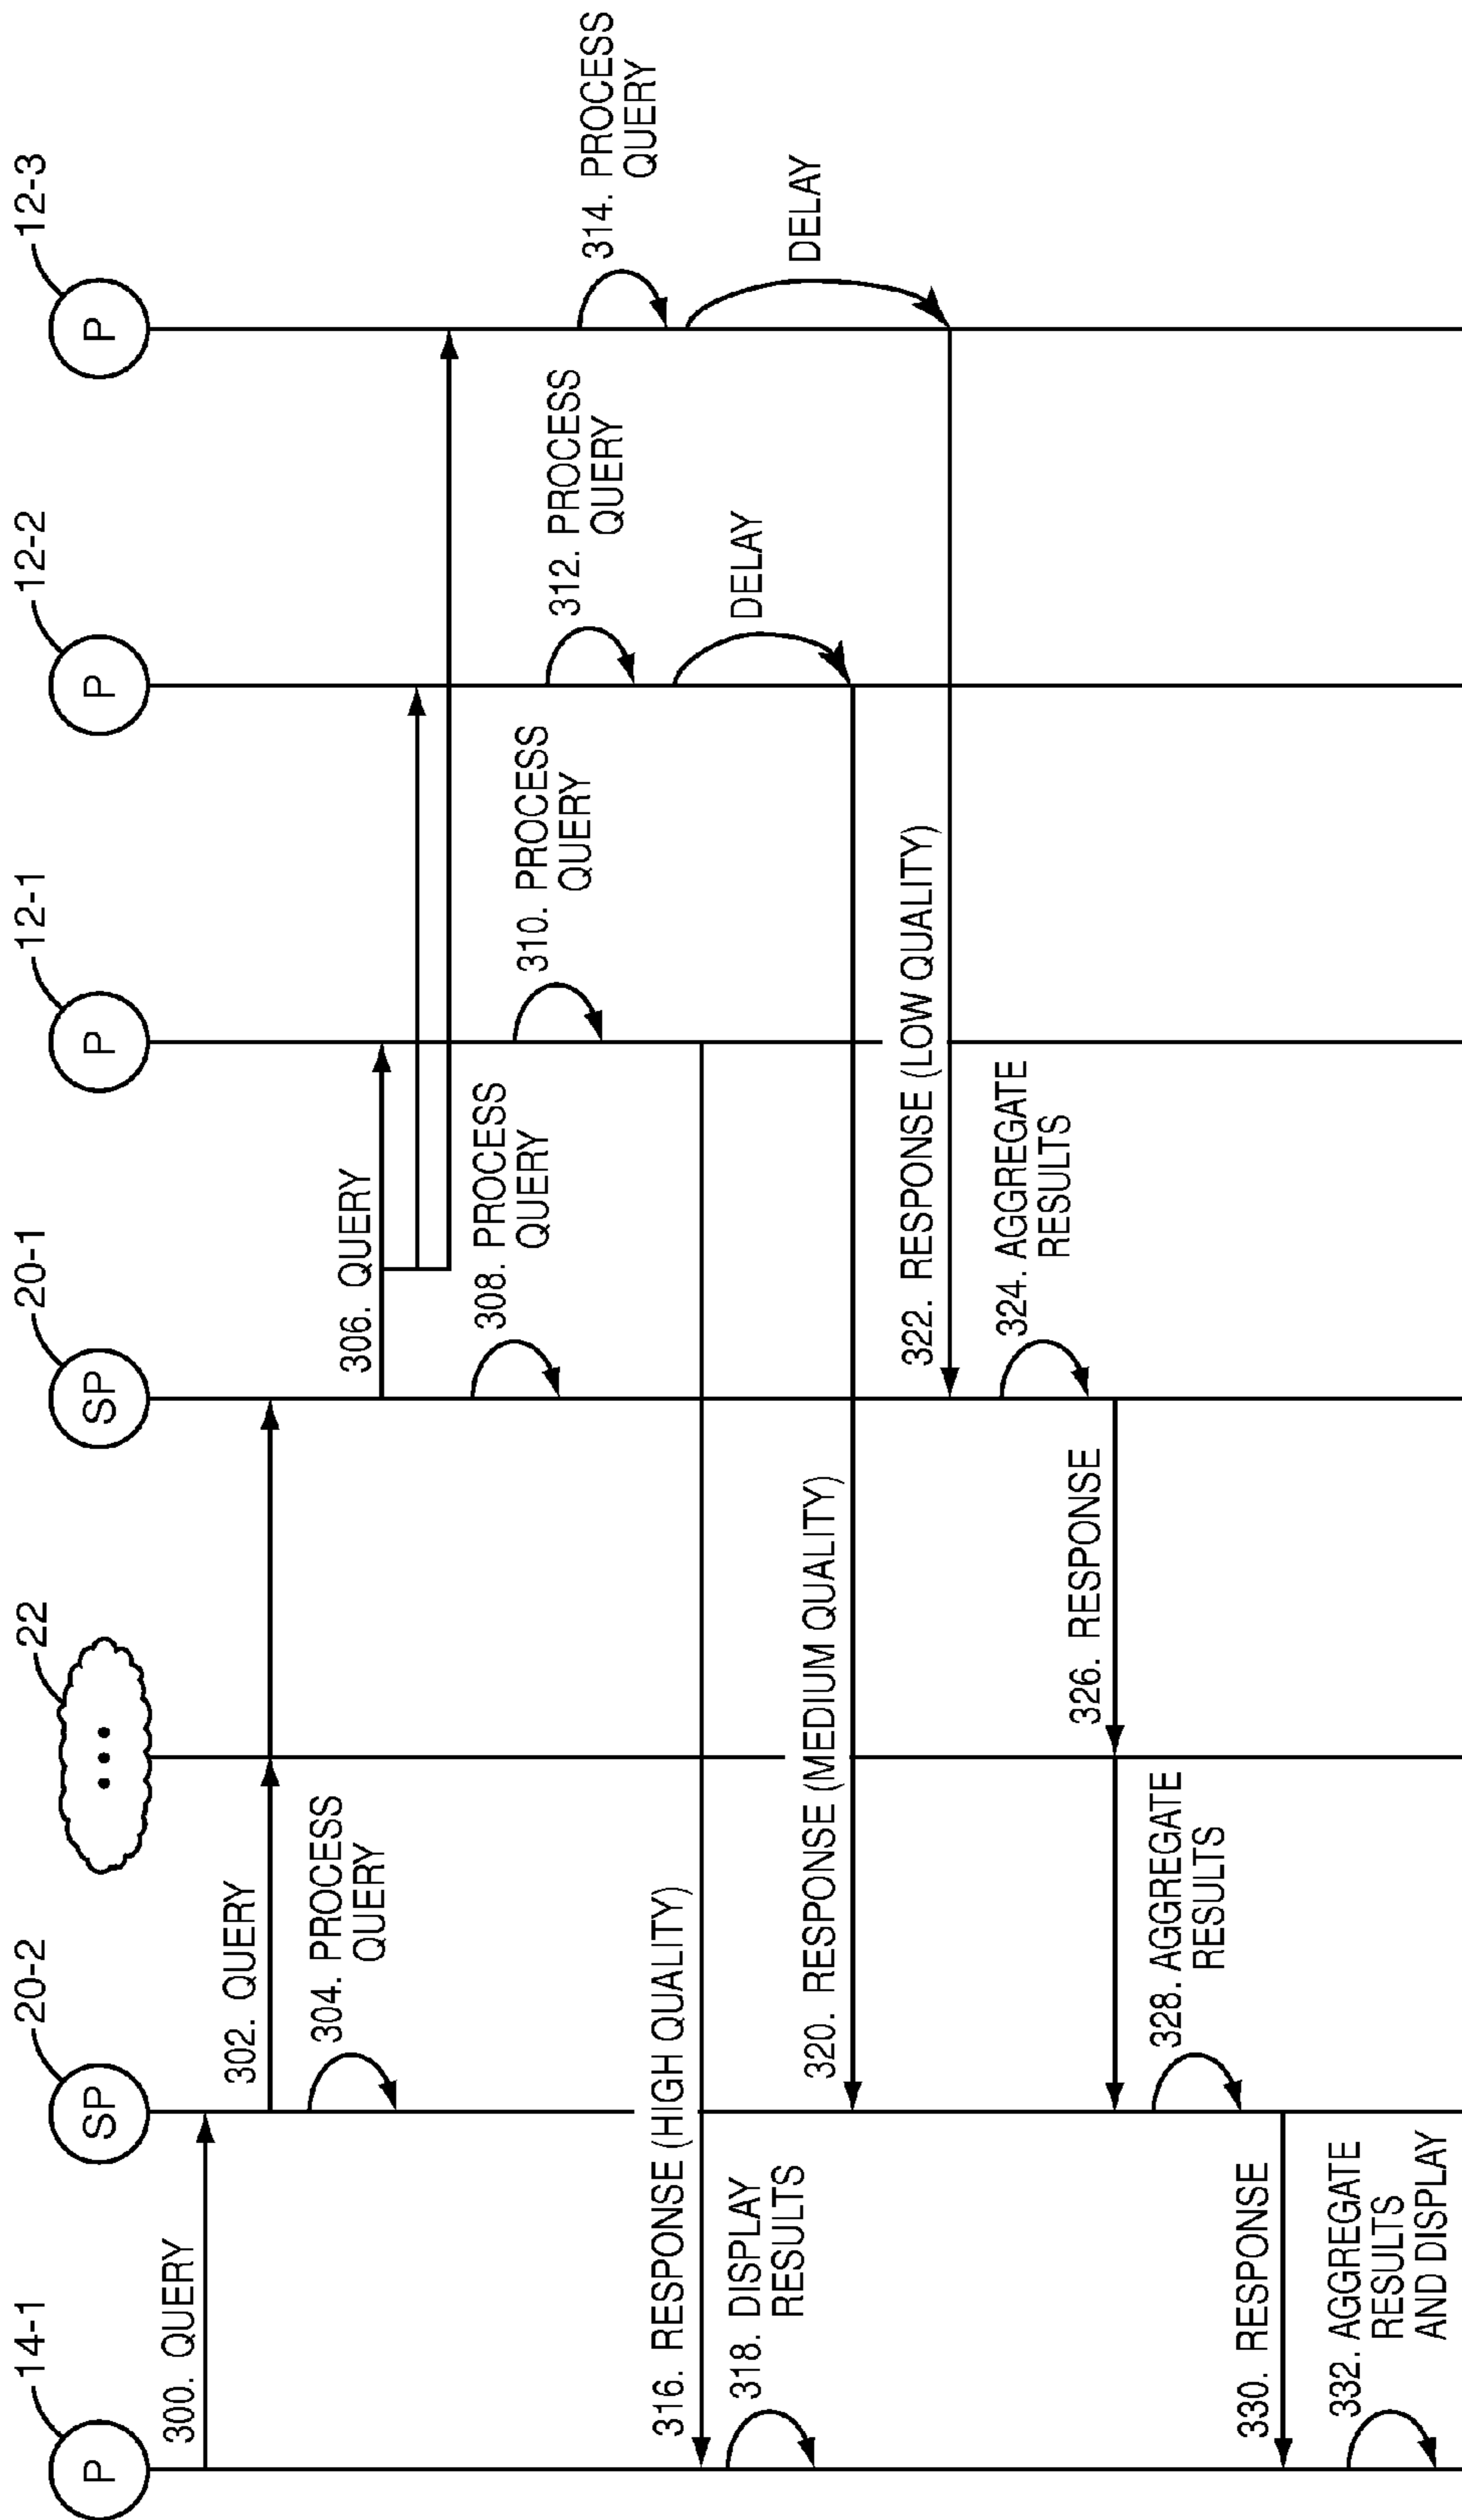 14-1
20-2
22
20-1
12-1
12-2
12-3
P
SP
SP
P
P
P
300. QUERY
302. QUERY
304. PROCESS
QUERY
306. QUERY
308. PROCESS
QUERY
310. PROCESS
QUERY
312. PROCESS
QUERY
314. PROCESS
QUERY
316. RESPONSE (HIGH QUALITY)
318. DISPLAY
RESULTS
DELAY
DELAY
320. RESPONSE (MEDIUM QUALITY)
322. RESPONSE (LOW QUALITY)
324. AGGREGATE
RESULTS
326. RESPONSE
328. AGGREGATE
RESULTS
330. RESPONSE
332. AGGREGATE
RESULTS
AND DISPLAY